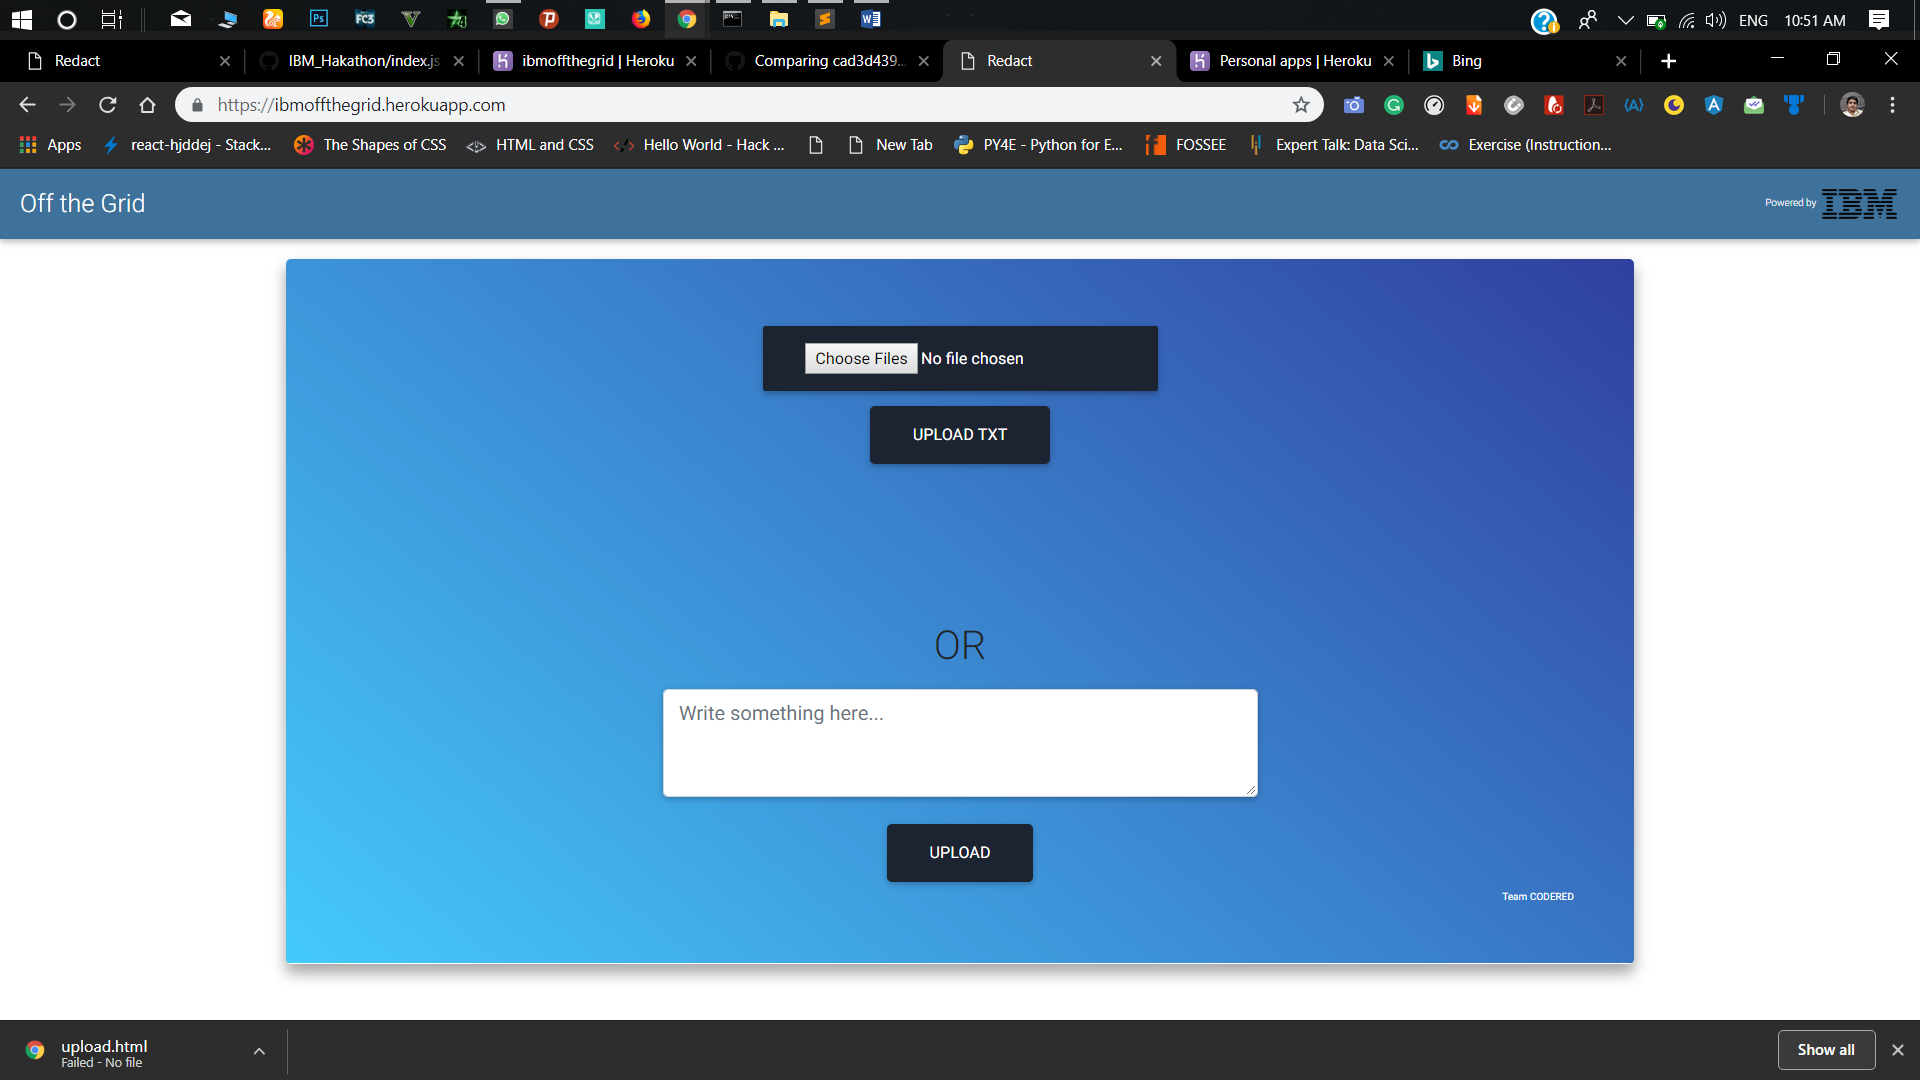 Ps
FC3
ENG 10:51 AM
Redact
IBM_Hakathon/index.js
ibmoffthegrid | Heroku
Comparing cad3d439...
Redact
Personal apps | Heroku
Bing
https://ibmoffthegrid.herokuapp.com
Apps
react-hjddej - Stack...
The Shapes of CSS
HTML and CSS
Hello World - Hack ...
New Tab
PY4E - Python for E...
FOSSEE
Expert Talk: Data Sci...
Exercise (Instruction...
Off the Grid
Powered by IBM
Choose Files No file chosen
UPLOAD TXT
OR
Write something here...
UPLOAD
Team CODERED
upload.html
Failed - No file
Show all